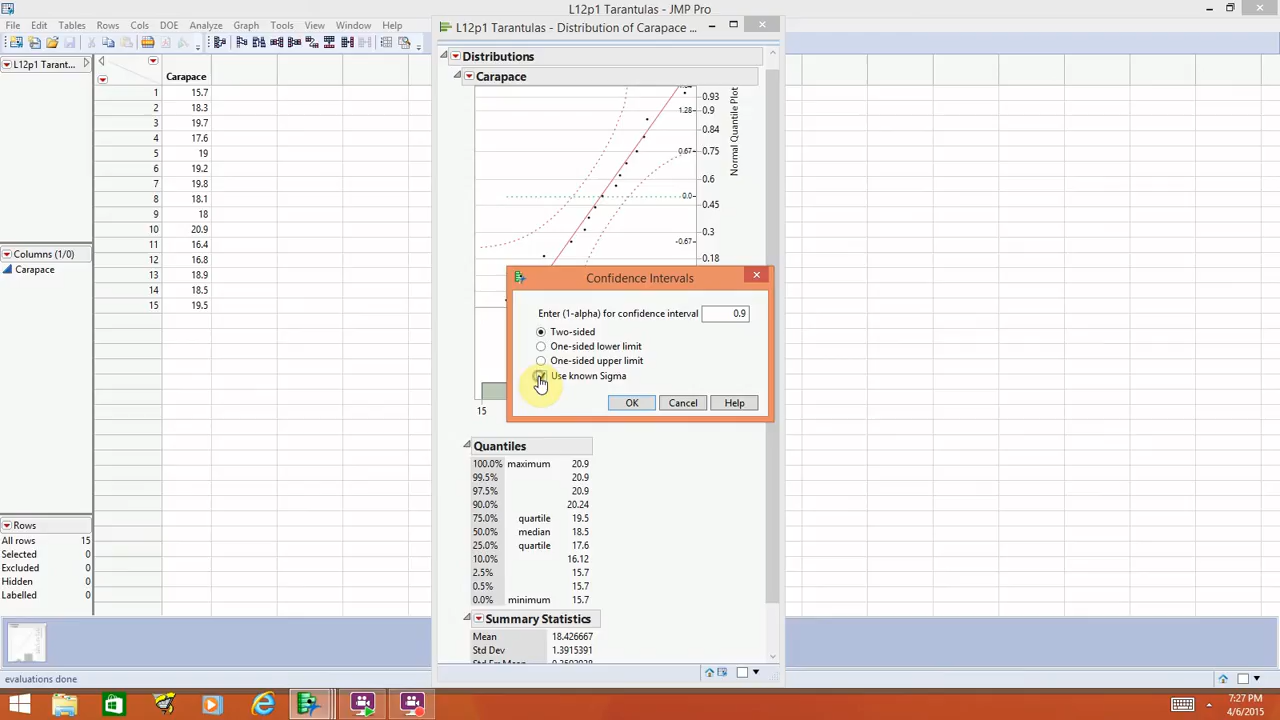 L12p1 Tarantulas - JMP Pro
File Edit Tables Rows Cols DOE Analyze Graph Tools View Window Help
L12p1 Tarantulas - Distribution of Carapace ...
L12p1 Tarant...
Carapace
1 15.7
2 18.3
3 19.7
4 17.6
5 19
6 19.2
7 19.8
8 18.1
9 18
10 20.9
11 16.4
12 16.8
13 18.9
14 18.5
15 19.5
Columns (1/0)
Carapace
Rows
All rows 15
Selected 0
Excluded 0
Hidden 0
Labelled 0
Distributions
Carapace
0.93
1.28 0.9
0.84
0.67 0.75
0.6
0.0
0.45
0.3
-0.67
0.18
Normal Quantile Plot
15
Confidence Intervals
Enter (1-alpha) for confidence interval 0.9
Two-sided
One-sided lower limit
One-sided upper limit
Use known Sigma
OK Cancel Help
Quantiles
100.0% maximum 20.9
99.5% 20.9
97.5% 20.9
90.0% 20.24
75.0% quartile 19.5
50.0% median 18.5
25.0% quartile 17.6
10.0% 16.12
2.5% 15.7
0.5% 15.7
0.0% minimum 15.7
Summary Statistics
Mean 18.426667
Std Dev 1.3915391
evaluations done
7:27 PM
4/6/2015